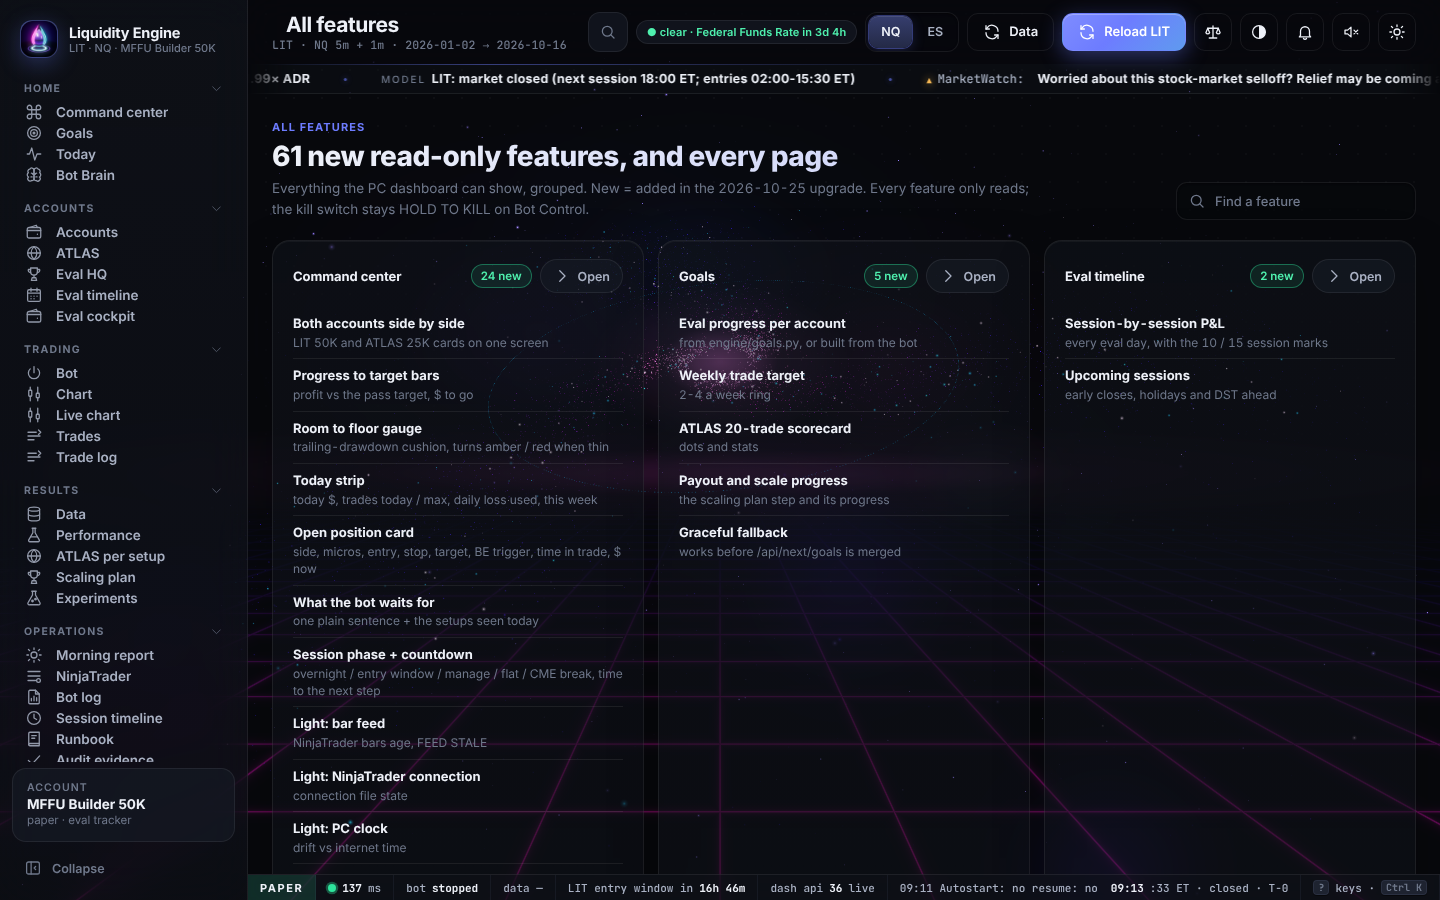 Liquidity Engine
LIT · NQ · MFFU Builder 50K
HOME
Command center
Goals
Today
Bot Brain
ACCOUNTS
Accounts
ATLAS
Eval HQ
Eval timeline
Eval cockpit
TRADING
Bot
Chart
Live chart
Trades
Trade log
RESULTS
Data
Performance
ATLAS per setup
Scaling plan
Experiments
OPERATIONS
Morning report
NinjaTrader
Bot log
Session timeline
Runbook
Audit evidence
ACCOUNT
MFFU Builder 50K
paper · eval tracker
Collapse
All features
LIT · NQ 5m + 1m · 2026-01-02 → 2026-10-16
clear · Federal Funds Rate in 3d 4h
NQ ES
Data
Reload LIT
.99× ADR
MODEL LIT: market closed (next session 18:00 ET; entries 02:00-15:30 ET)
MarketWatch: Worried about this stock-market selloff? Relief may be coming
ALL FEATURES
61 new read-only features, and every page
Everything the PC dashboard can show, grouped. New = added in the 2026-10-25 upgrade. Every feature only reads;
the kill switch stays HOLD TO KILL on Bot Control.
Find a feature
Command center 24 new Open
Both accounts side by side
LIT 50K and ATLAS 25K cards on one screen
Progress to target bars
profit vs the pass target, $ to go
Room to floor gauge
trailing-drawdown cushion, turns amber / red when thin
Today strip
today $, trades today / max, daily loss used, this week
Open position card
side, micros, entry, stop, target, BE trigger, time in trade, $
now
What the bot waits for
one plain sentence + the setups seen today
Session phase + countdown
overnight / entry window / manage / flat / CME break, time
to the next step
Light: bar feed
NinjaTrader bars age, FEED STALE
Light: NinjaTrader connection
connection file state
Light: PC clock
drift vs internet time
Goals 5 new Open
Eval progress per account
from engine/goals.py, or built from the bot
Weekly trade target
2-4 a week ring
ATLAS 20-trade scorecard
dots and stats
Payout and scale progress
the scaling plan step and its progress
Graceful fallback
works before /api/next/goals is merged
Eval timeline 2 new Open
Session-by-session P&L
every eval day, with the 10 / 15 session marks
Upcoming sessions
early closes, holidays and DST ahead
PAPER 137 ms bot stopped data — LIT entry window in 16h 46m dash api 36 live 09:11 Autostart: no resume: no 09:13 :33 ET · closed · T-0 ? keys · Ctrl K